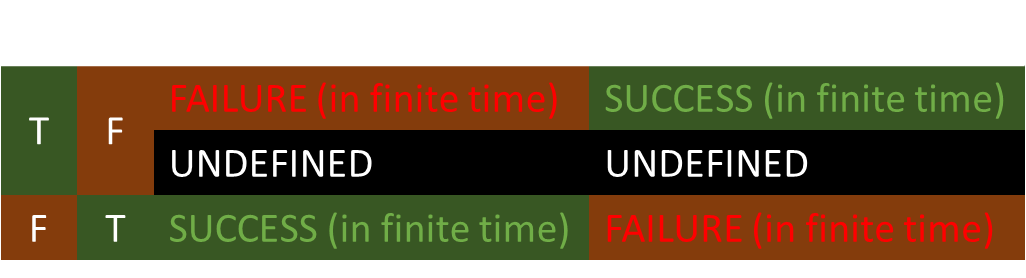 T F FAILURE (in finite time) SUCCESS (in finite time)
UNDEFINED UNDEFINED
F T SUCCESS (in finite time) FAILURE (in finite time)